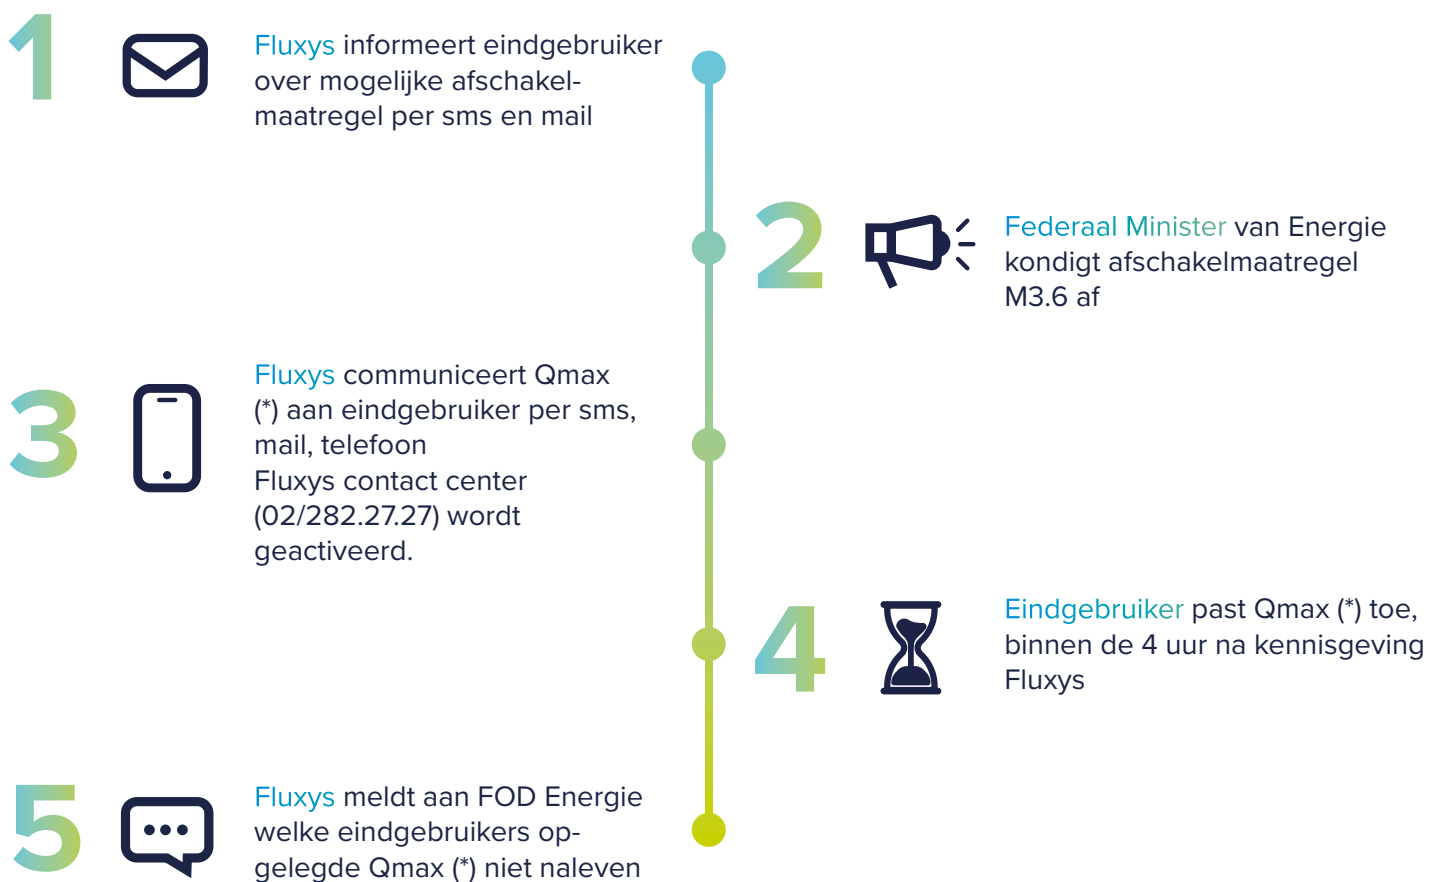 1
Fluxys informeert eindgebruiker
over mogelijke afschakel-
maatregel per sms en mail
2
Federaal Minister van Energie
kondigt afschakelmaatregel
M3.6 af
3
Fluxys communiceert Qmax
(*) aan eindgebruiker per sms,
mail, telefoon
Fluxys contact center
(02/282.27.27) wordt
geactiveerd.
4
Eindgebruiker past Qmax (*) toe,
binnen de 4 uur na kennisgeving
Fluxys
5
Fluxys meldt aan FOD Energie
welke eindgebruikers op-
gelegde Qmax (*) niet naleven